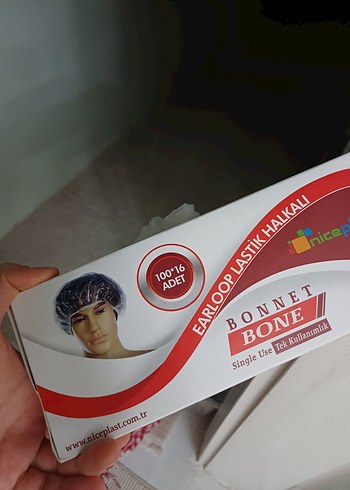 100*16
ADET
EARLOOP LASTİK HALKALI
BONNET
BONE
Single Use Tek Kullanımlık
www.niceplast.com.tr